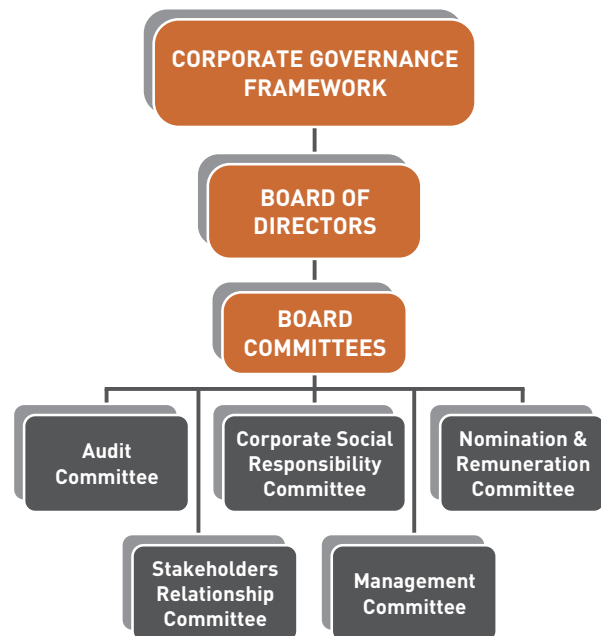 CORPORATE GOVERNANCE
FRAMEWORK
BOARD OF
DIRECTORS
BOARD
COMMITTEES
Audit
Committee
Corporate Social
Responsibility
Committee
Nomination &
Remuneration
Committee
Stakeholders
Relationship
Committee
Management
Committee